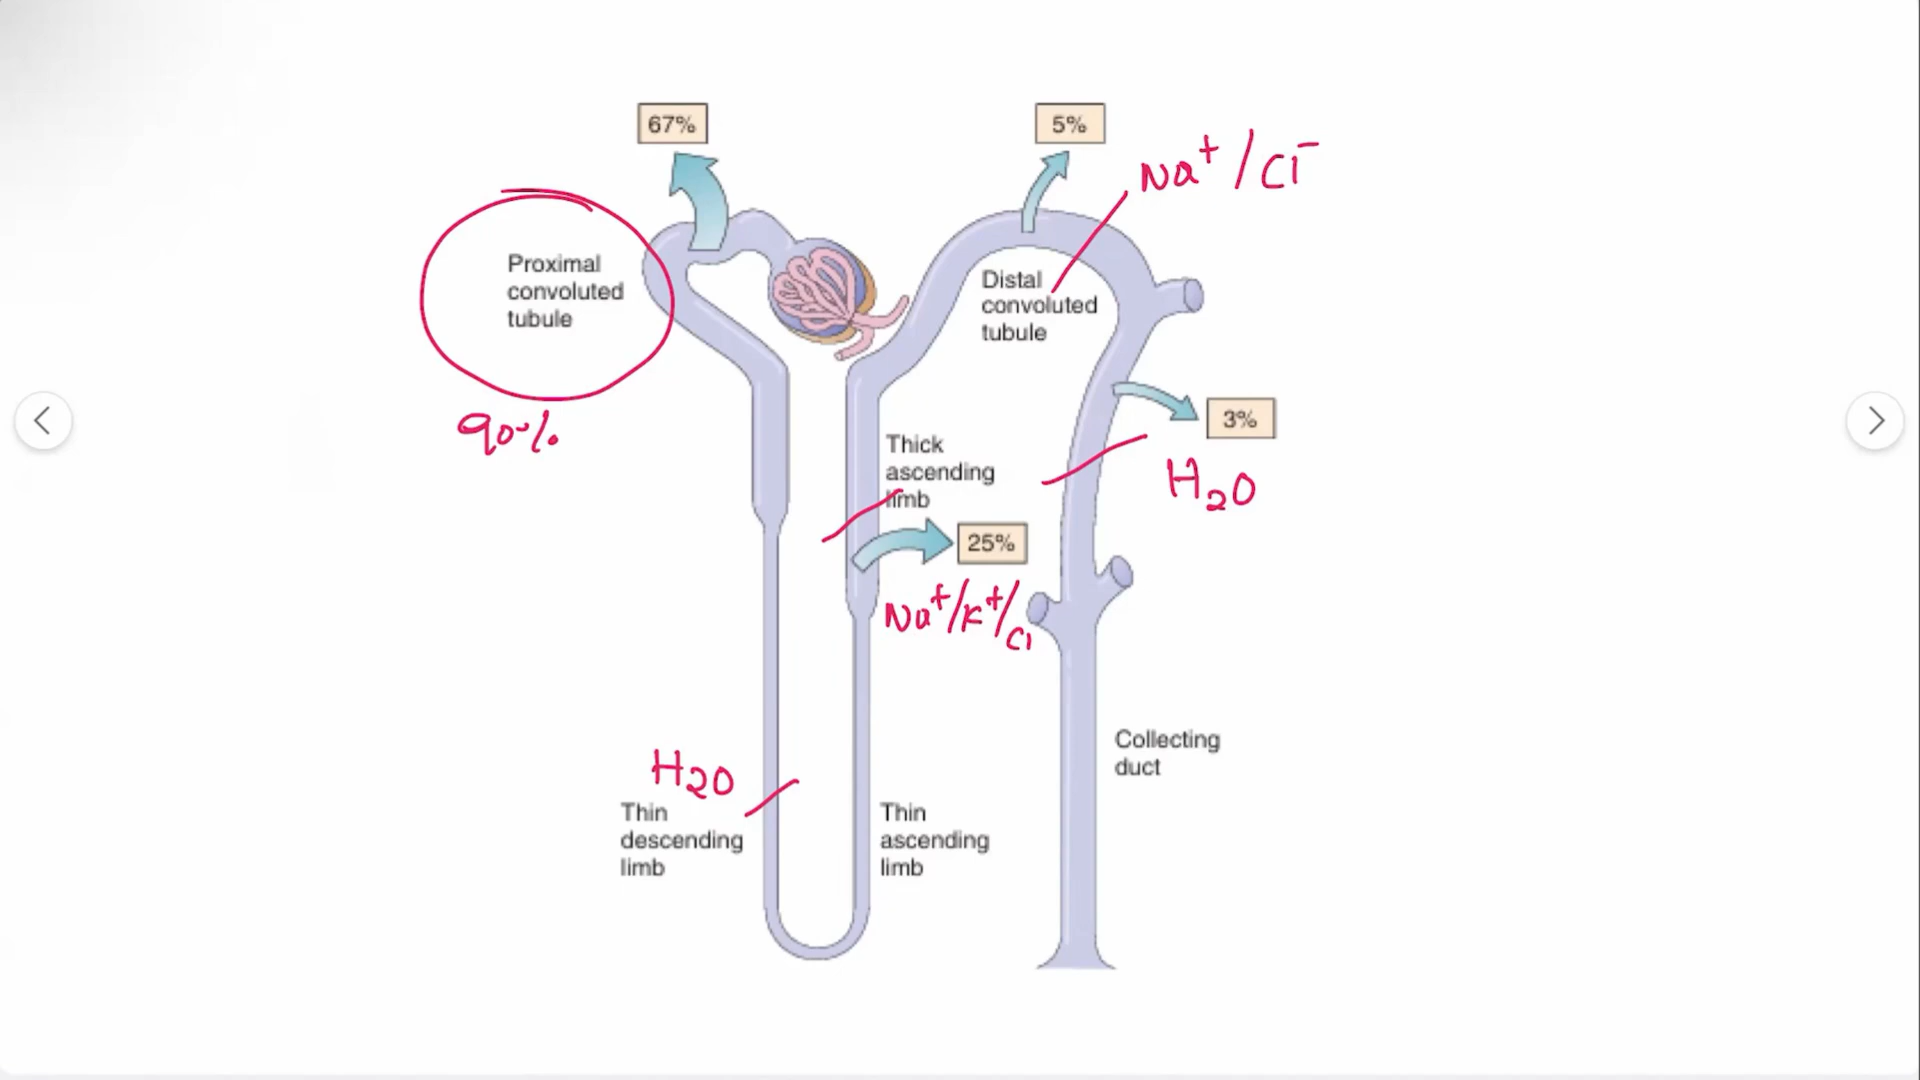 67%
5%
Na⁺/Cl⁻
Proximal
convoluted
tubule
90%
Distal
convoluted
tubule
3%
H₂O
Thick
ascending
limb
25%
Na⁺/K⁺/Cl
H₂O
Thin
descending
limb
Thin
ascending
limb
Collecting
duct